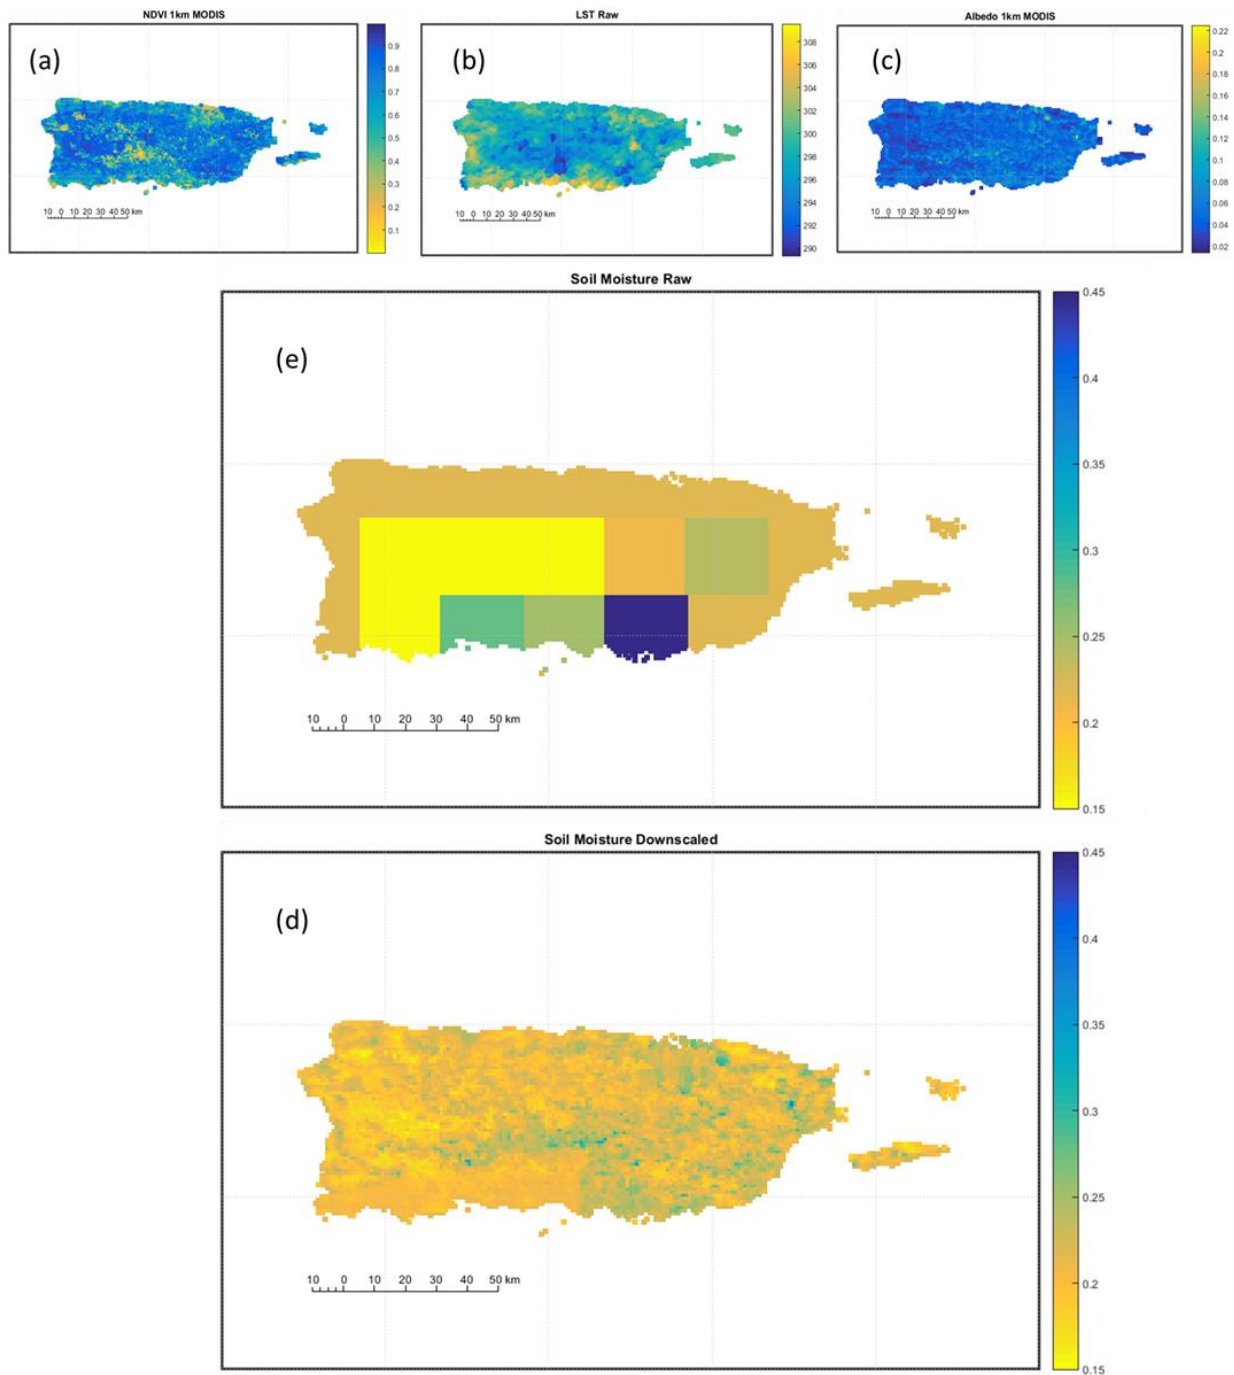 NDVI 1km MODIS
(a)
0.9
0.8
0.7
0.6
0.5
0.4
0.3
0.2
0.1
10 0 10 20 30 40 50 km
LST Raw
(b)
308
306
304
302
300
298
296
294
292
290
10 0 10 20 30 40 50 km
Albedo 1km MODIS
(c)
0.22
0.2
0.18
0.16
0.14
0.12
0.1
0.08
0.06
0.04
0.02
10 0 10 20 30 40 50 km
Soil Moisture Raw
(e)
0.45
0.4
0.35
0.3
0.25
0.2
0.15
10 0 10 20 30 40 50 km
Soil Moisture Downscaled
(d)
0.45
0.4
0.35
0.3
0.25
0.2
0.15
10 0 10 20 30 40 50 km